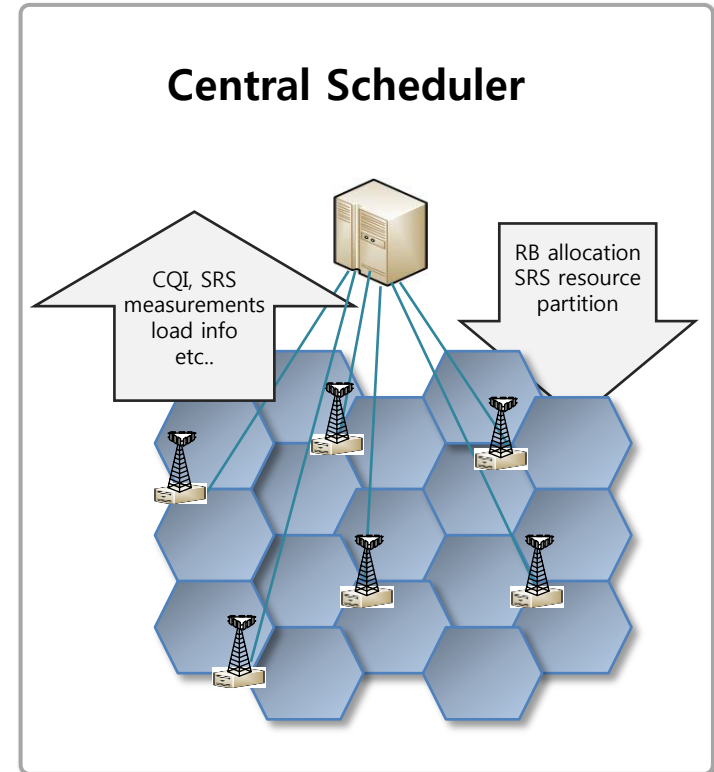 Central Scheduler
CQI, SRS
measurements
load info
etc..
RB allocation
SRS resource
partition